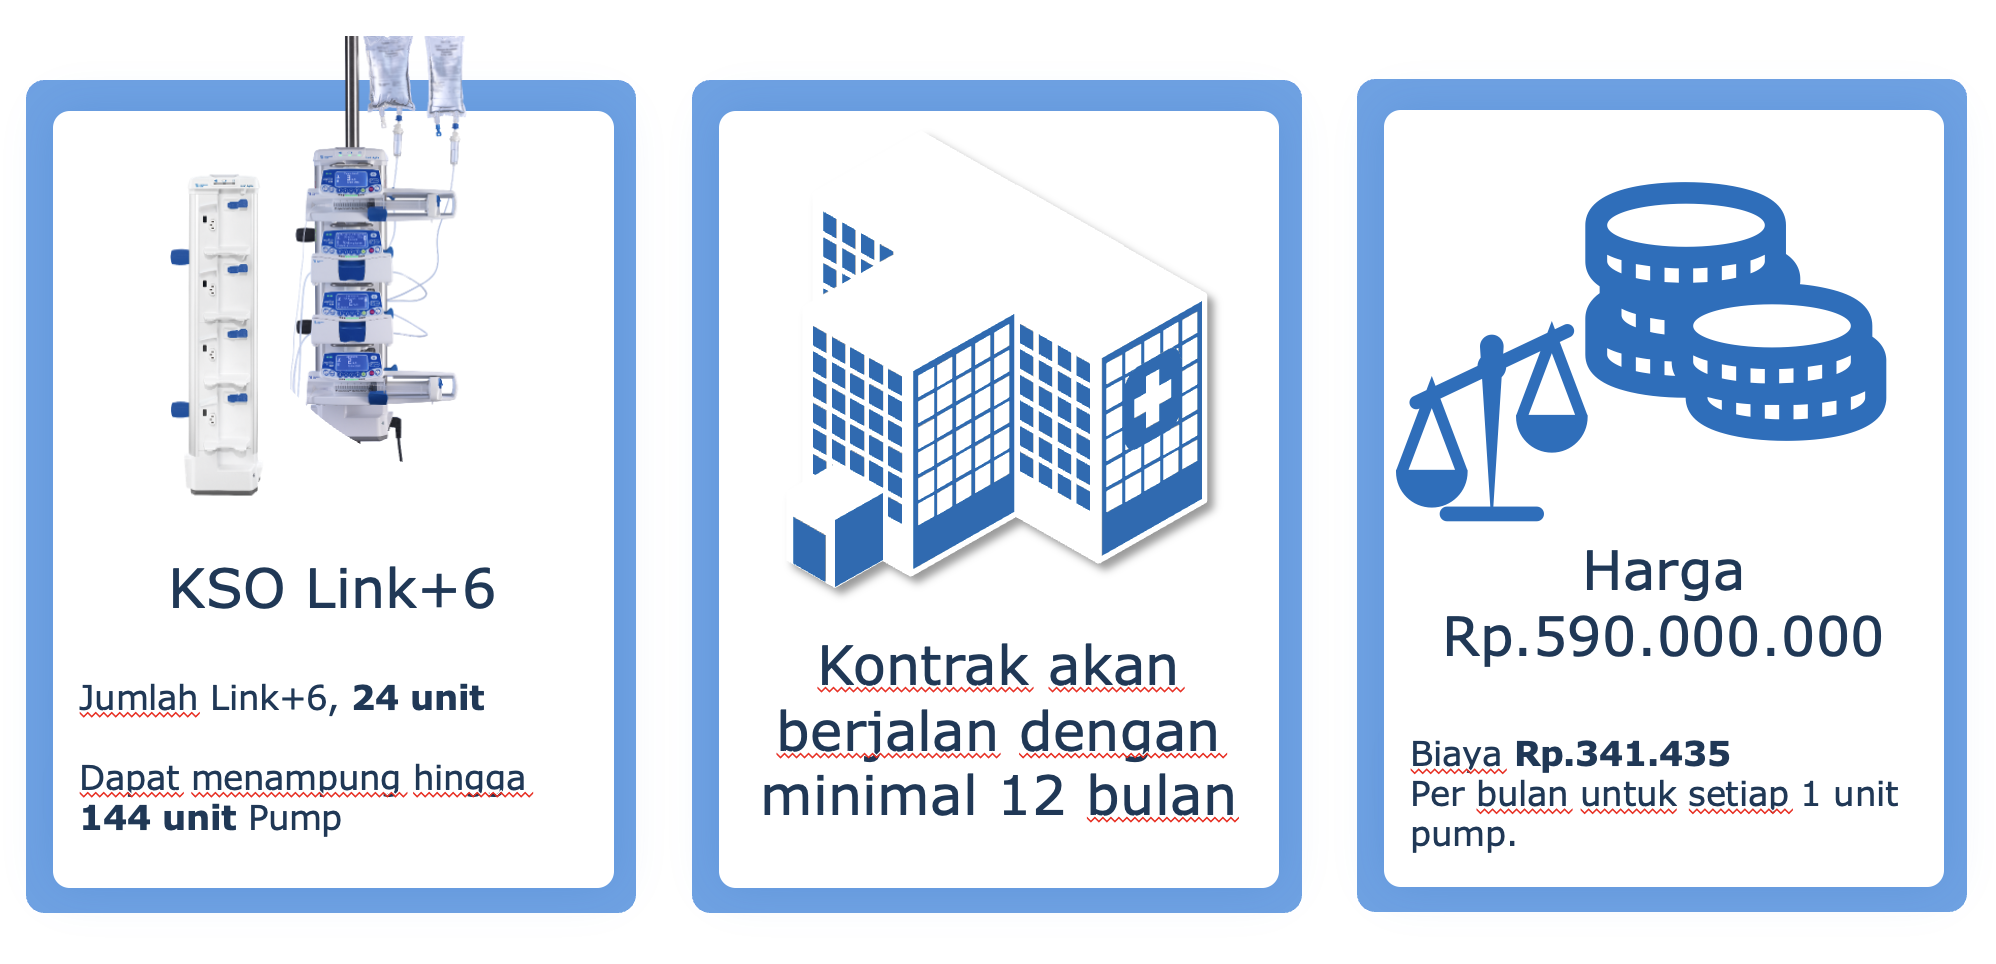 KSO Link+6
Jumlah Link+6, 24 unit
Dapat menampung hingga
144 unit Pump
Kontrak akan
berjalan dengan
minimal 12 bulan
Harga
Rp.590.000.000
Biaya Rp.341.435
Per bulan untuk setiap 1 unit
pump.